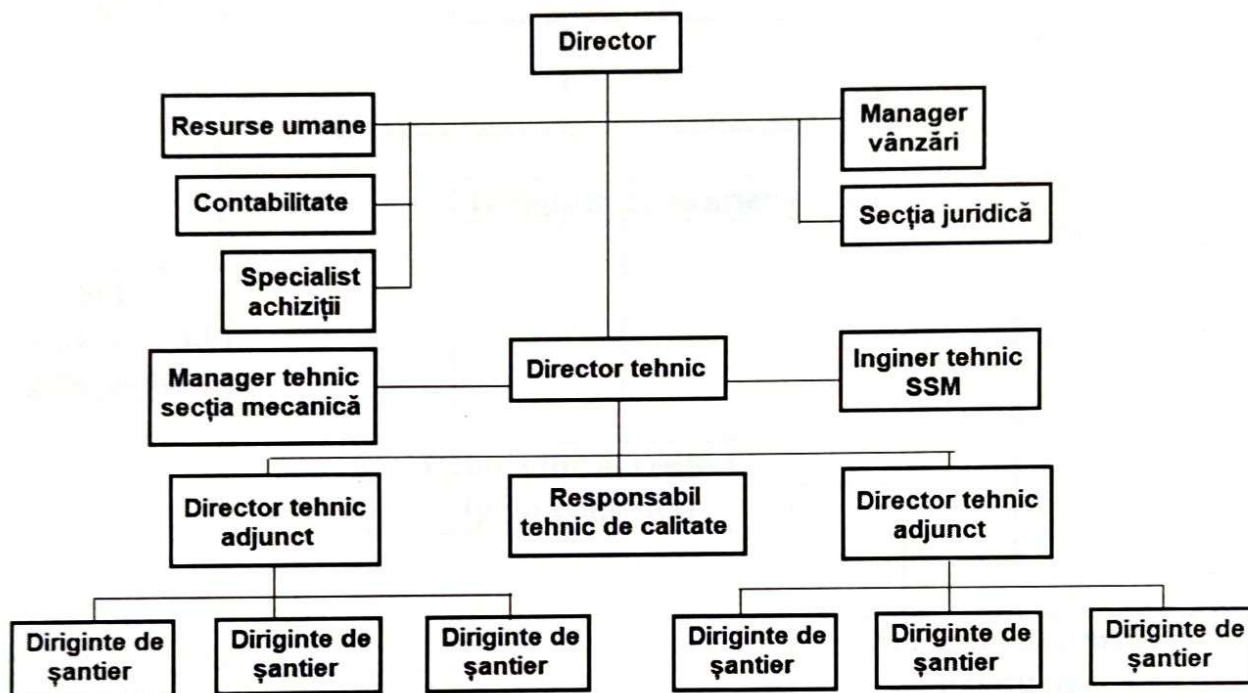 Director
Resurse umane
Manager
vânzări
Contabilitate
Secția juridică
Specialist
achiziții
Manager tehnic
secția mecanică
Director tehnic
Inginer tehnic
SSM
Director tehnic
adjunct
Responsabil
tehnic de calitate
Director tehnic
adjunct
Diriginte de
șantier
Diriginte de
șantier
Diriginte de
șantier
Diriginte de
șantier
Diriginte de
șantier
Diriginte de
șantier